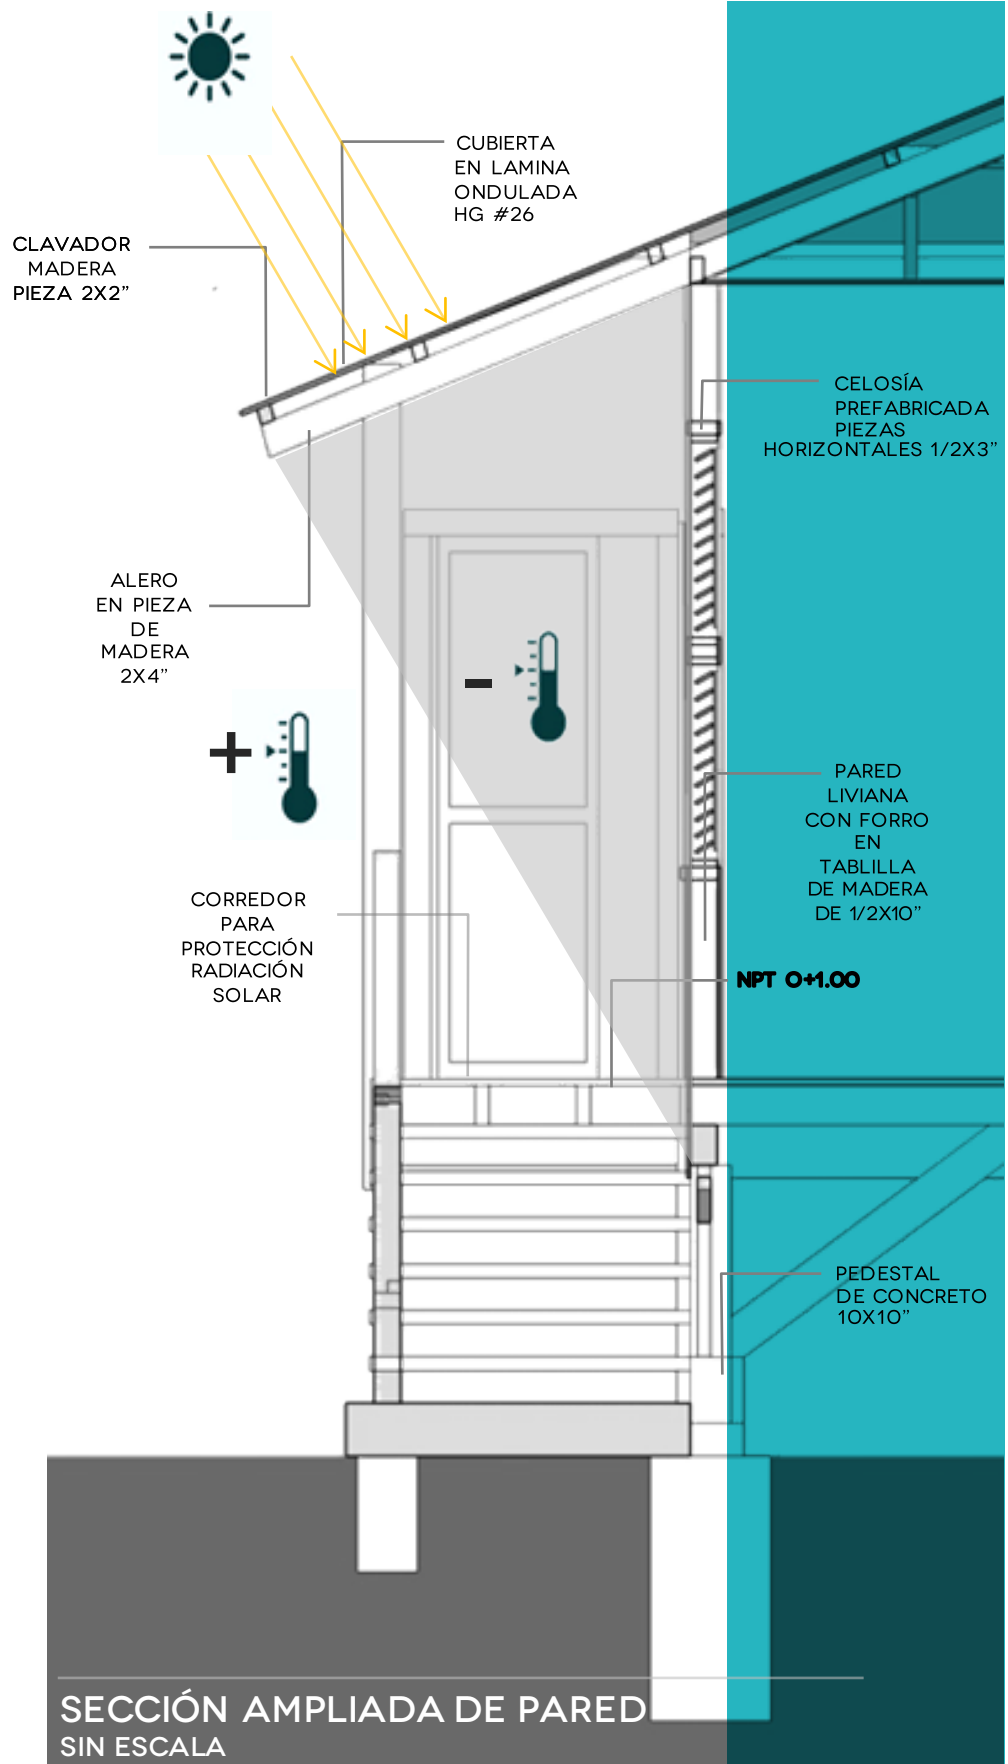 CUBIERTA
EN LAMINA
ONDULADA
HG #26
CLAVADOR
MADERA
PIEZA 2X2”
CELOSÍA
PREFABRICADA
PIEZAS
HORIZONTALES 1/2X3”
ALERO
EN PIEZA
DE
MADERA
2X4”
-
+
PARED
LIVIANA
CON FORRO
EN
TABLILLA
DE MADERA
DE 1/2X10”
CORREDOR
PARA
PROTECCIÓN
RADIACIÓN
SOLAR
NPT 0+1.00
PEDESTAL
DE CONCRETO
10X10”
SECCIÓN AMPLIADA DE PARED
SIN ESCALA